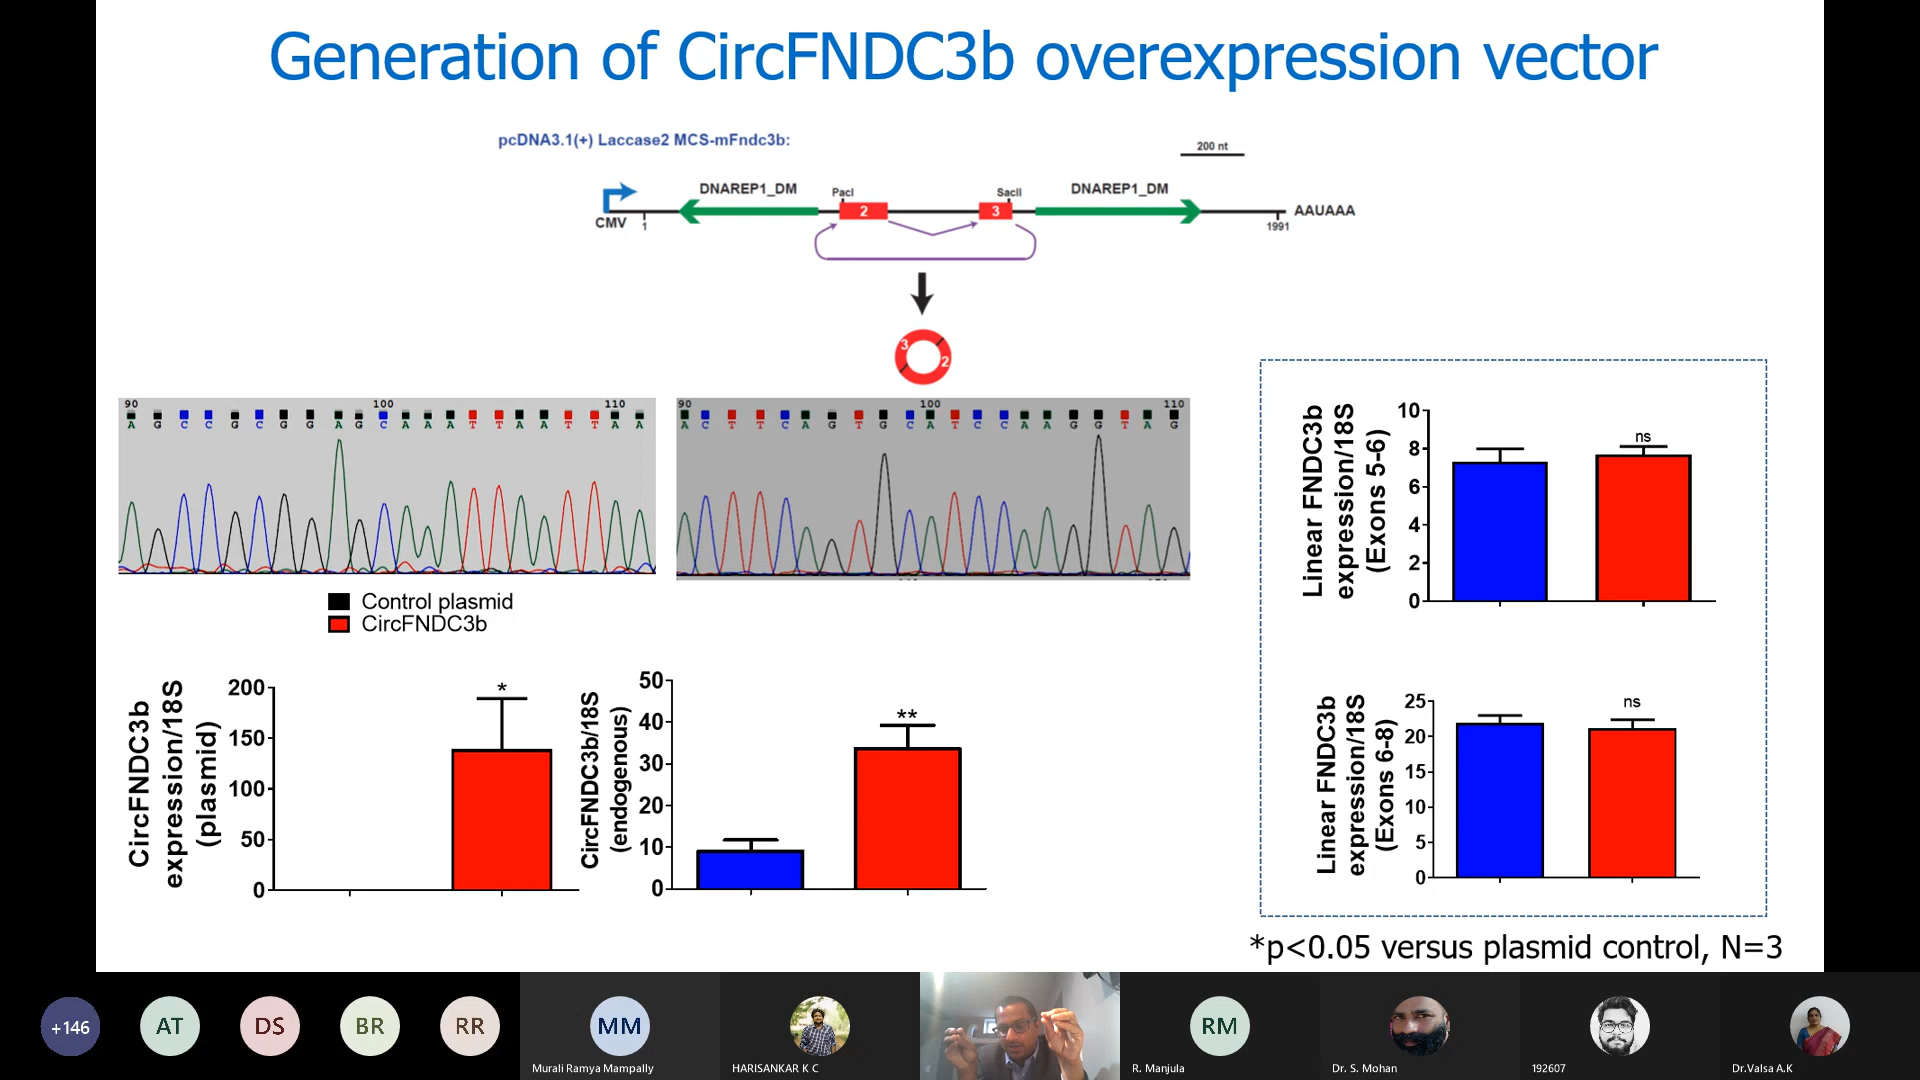 Generation of CircFNDC3b overexpression vector
pcDNA3.1(+) Laccase2 MCS-mFndc3b:
200 nt
DNAREP1_DM
PacI
SacII
DNAREP1_DM
2
3
AAUAAA
CMV
1
1991
3
2
90
100
110
A G C C G C G G A G C A A A T T A A T T A A
90
100
110
A C T T C A G T G C A T C C A A G G T A G
Control plasmid
CircFNDC3b
CircFNDC3b
expression/18S
(plasmid)
200
150
100
50
0
*
CircFNDC3b/18S
(endogenous)
50
40
30
20
10
0
**
Linear FNDC3b
expression/18S
(Exons 5-6)
10
8
6
4
2
0
ns
Linear FNDC3b
expression/18S
(Exons 6-8)
25
20
15
10
5
0
ns
*p<0.05 versus plasmid control, N=3
+146
AT
DS
BR
RR
MM
RM
Murali Ramya Mampally
HARISANKAR K C
R. Manjula
Dr. S. Mohan
192607
Dr.Valsa A.K